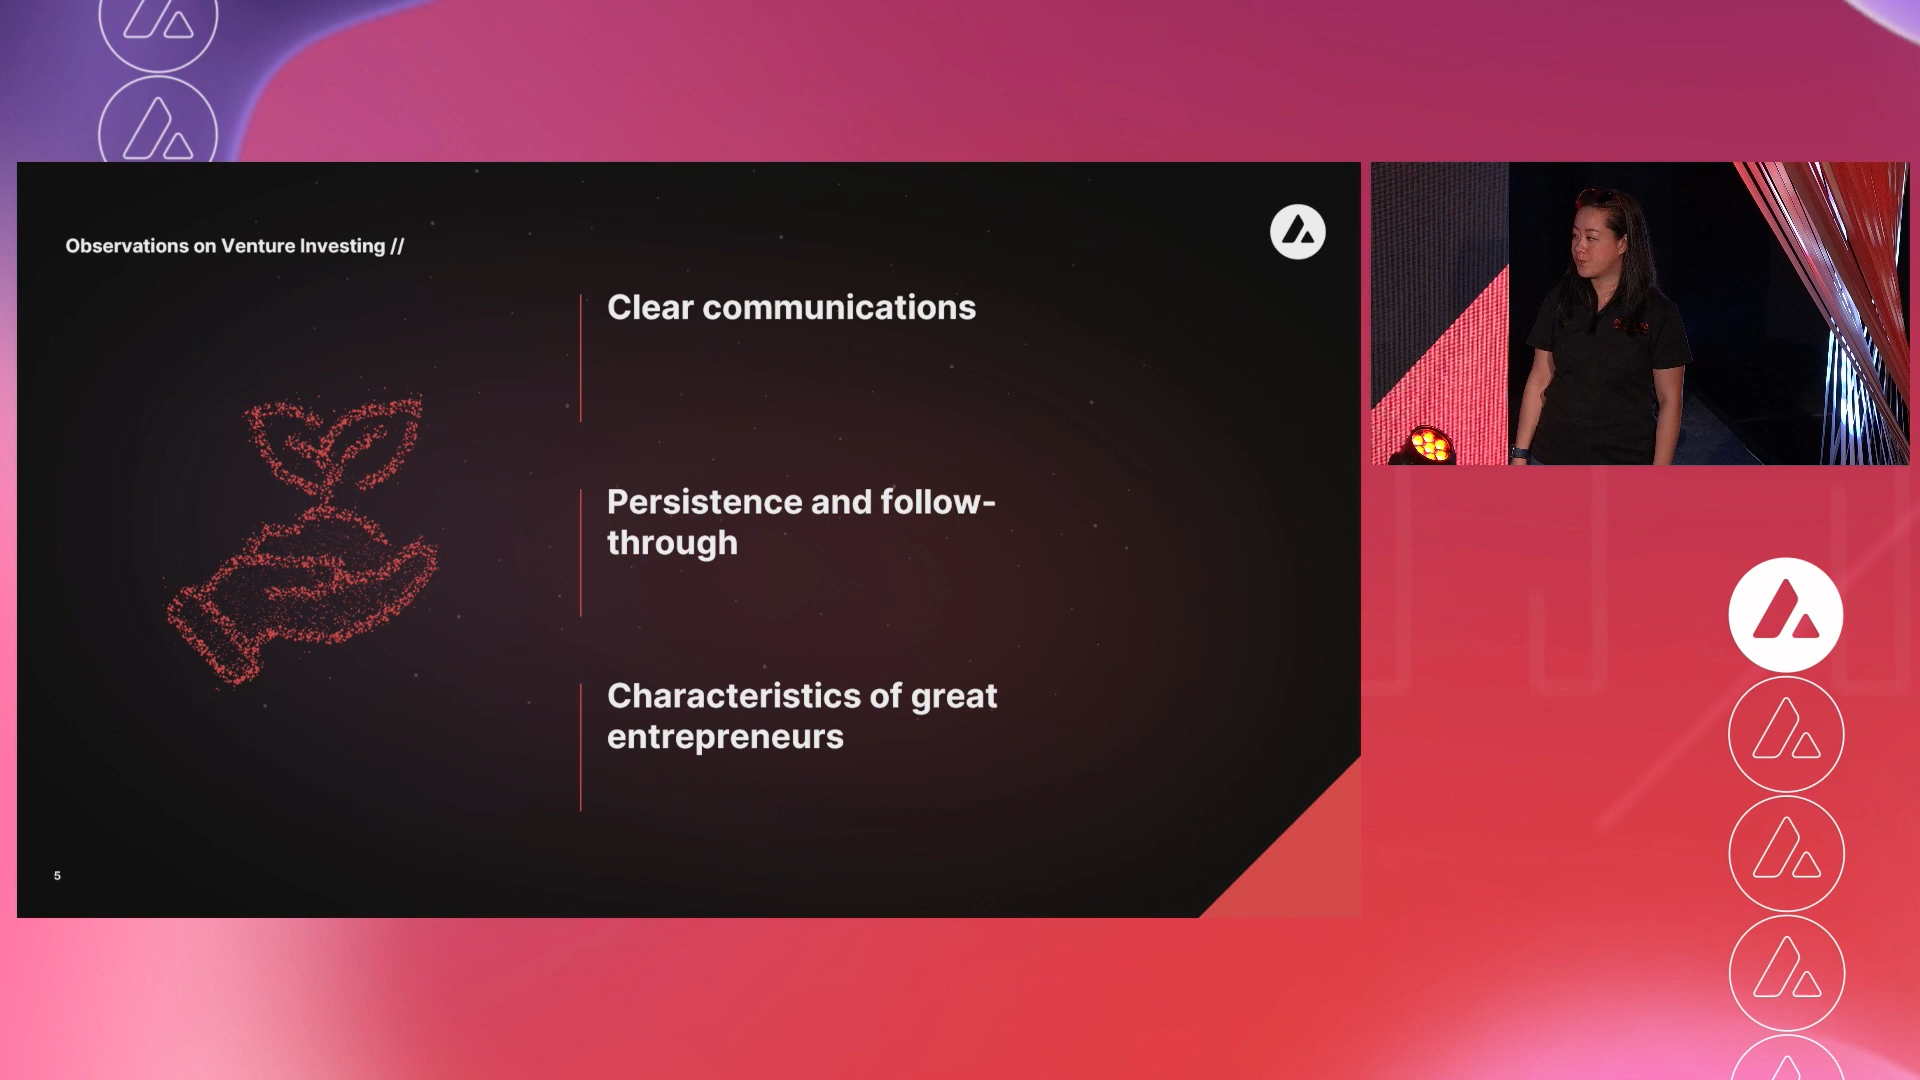 Observations on Venture Investing //
Clear communications
Persistence and follow-
through
Characteristics of great
entrepreneurs
5